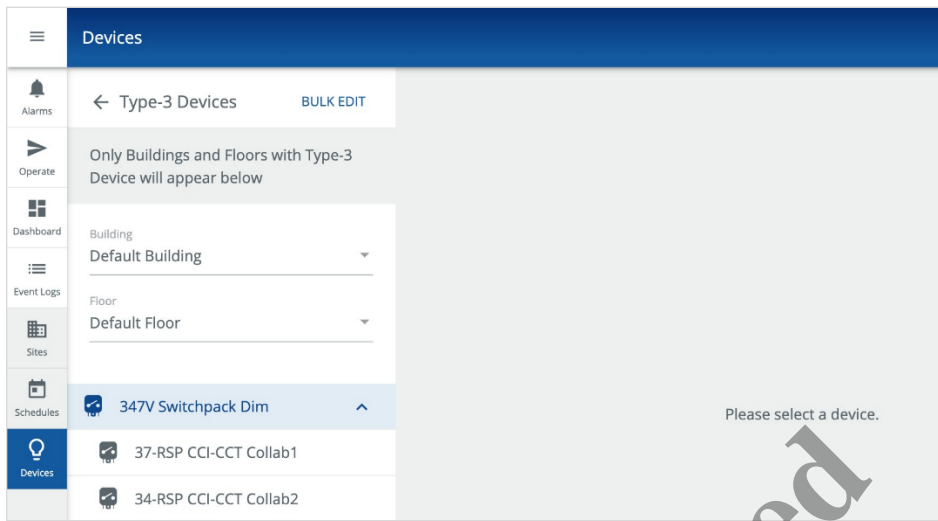 Devices
Alarms
Operate
Dashboard
Event Logs
Sites
Schedules
Devices
Type-3 Devices
BULK EDIT
Only Buildings and Floors with Type-3
Device will appear below
Building
Default Building
Floor
Default Floor
347V Switchpack Dim
37-RSP CCI-CCT Collab1
34-RSP CCI-CCT Collab2
Please select a device.